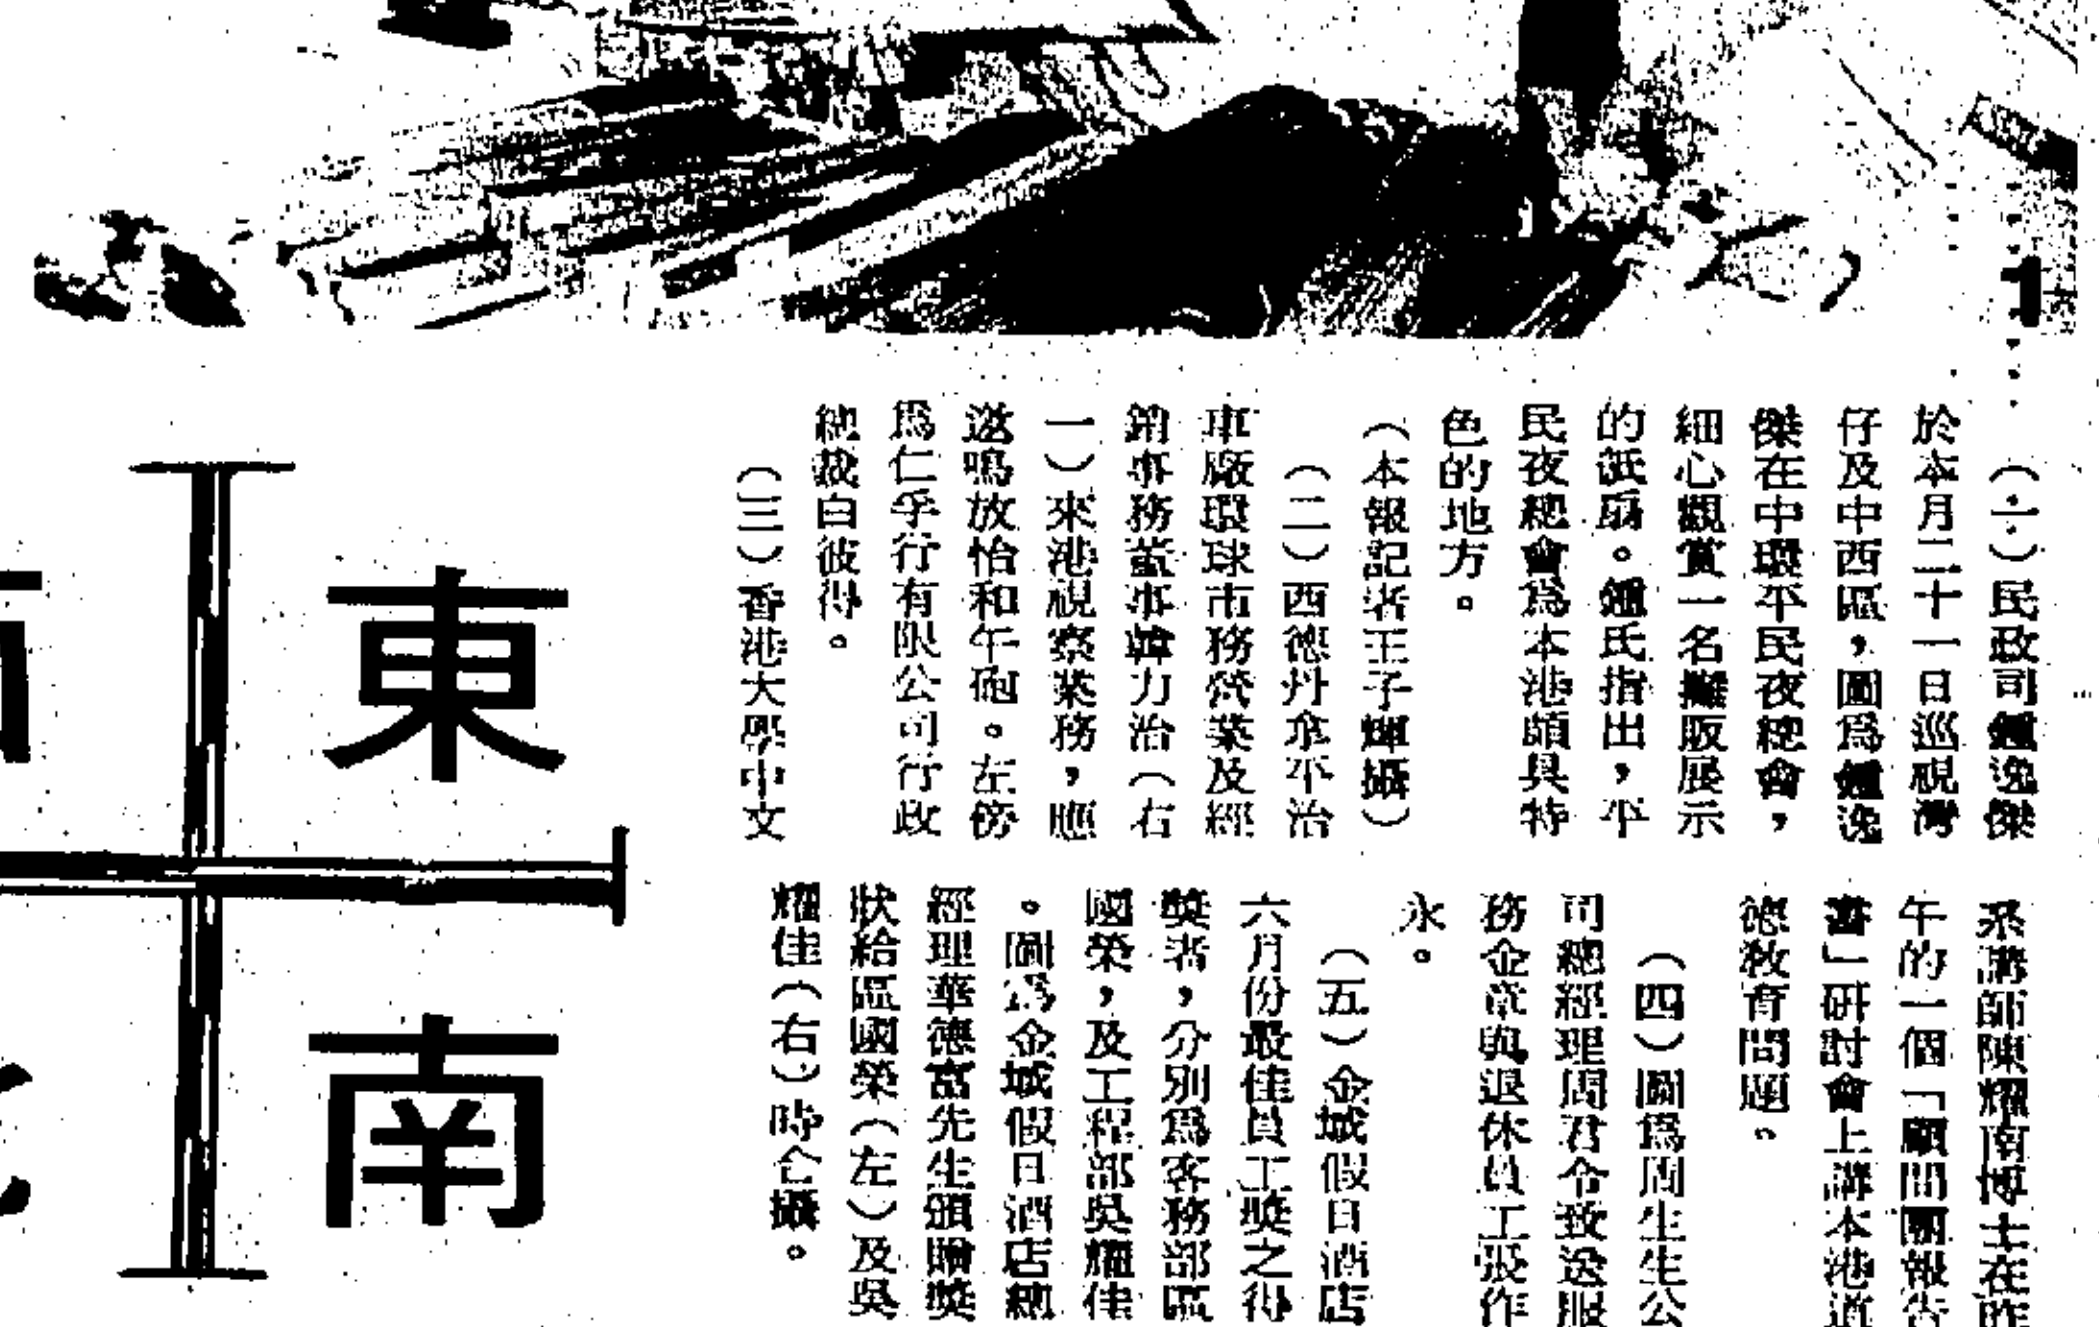 1
(一)民政司鍾逸傑
於本月二十一日巡視灣
仔及中西區,圖爲鍾逸
傑在中環平民夜總會,
細心觀賞一名攤販展示
的紙扇。鍾氏指出,平
民夜總會爲本港頗具特
色的地方。
(本報記者王子輝攝)
(二)西德丹拿平治
車廠環球市務營業及經
銷事務董事韓力治(右
一)來港視察業務,應
邀鳴放怡和午砲。左傍
爲仁孚行有限公司行政
總裁白彼得。
(三)香港大學中文
系講師陳耀南博士在昨
午的一個「顧問團報告
書」研討會上講本港道
德教育問題。
(四)圖爲周生生公
司總經理周君令致送服
務金章與退休員工張作
永。
(五)金城假日酒店
六月份最佳員工獎之得
獎者,分別爲客務部區
國榮,及工程部吳耀佳
。圖爲金城假日酒店總
經理華德富先生頒贈獎
狀給區國榮(左)及吳
耀佳(右)時合攝。
東
南